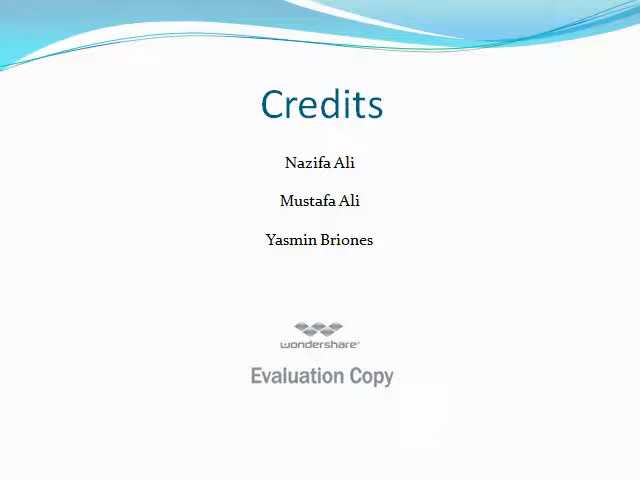 Credits
Nazifa Ali
Mustafa Ali
Yasmin Briones
wondershare
Evaluation Copy